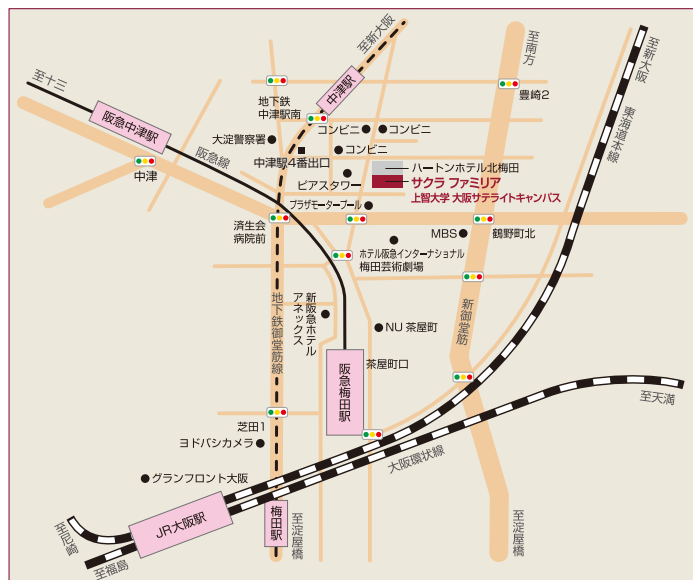 至新大阪
至南方
至新大阪
至十三
中津駅
豊崎2
地下鉄
中津駅南
阪急中津駅
東海道本線
大淀警察署
コンビニ
コンビニ
阪急線
コンビニ
中津駅4番出口
中津
ハートンホテル北梅田
ピアスタワー
サクラ ファミリア
上智大学 大阪サテライトキャンパス
プラザモータープール
済生会
病院前
MBS
鶴野町北
ホテル阪急インターナショナル
梅田芸術劇場
地下鉄御堂筋線
新阪急ホテル
アネックス
新御堂筋
NU 茶屋町
茶屋町口
阪急梅田駅
至天満
芝田1
ヨドバシカメラ
大阪環状線
グランフロント大阪
JR大阪駅
梅田駅
至淀屋橋
至淀屋橋
至尼崎
至福島